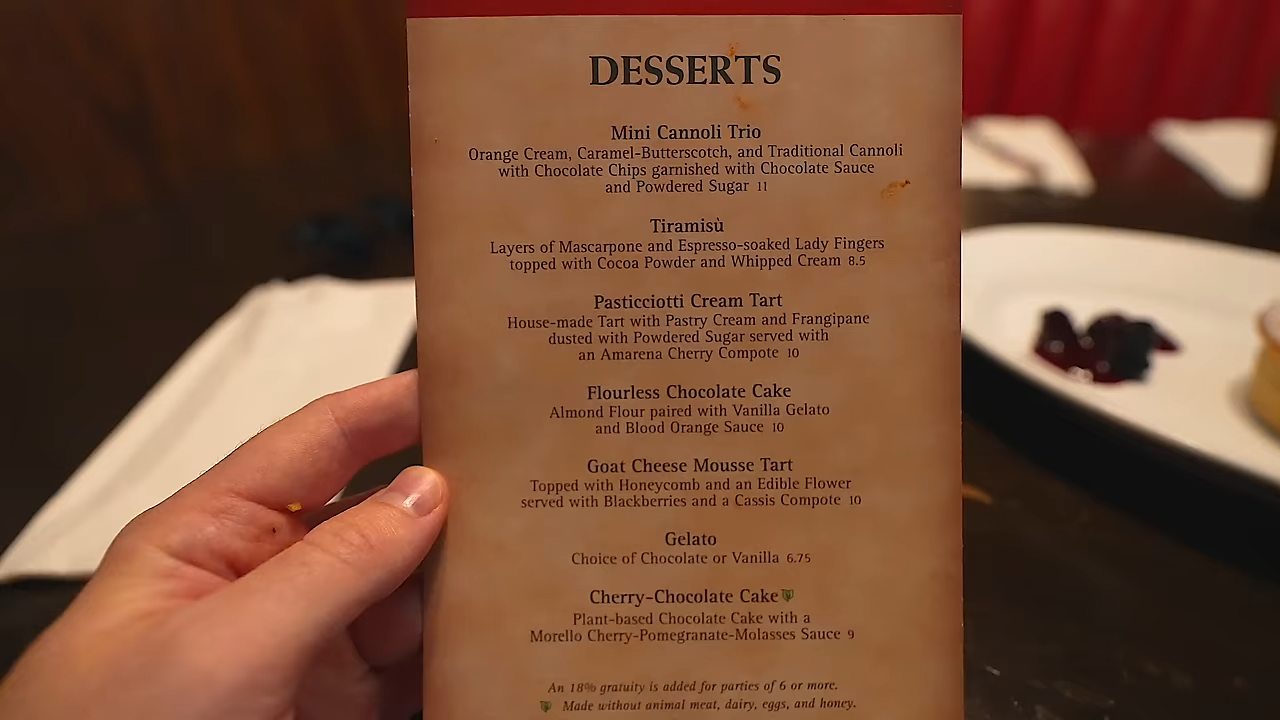 DESSERTS
Mini Cannoli Trio
Orange Cream, Caramel-Butterscotch, and Traditional Cannoli
with Chocolate Chips garnished with Chocolate Sauce
and Powdered Sugar 11
Tiramisù
Layers of Mascarpone and Espresso-soaked Lady Fingers
topped with Cocoa Powder and Whipped Cream 8.5
Pasticciotti Cream Tart
House-made Tart with Pastry Cream and Frangipane
dusted with Powdered Sugar served with
an Amarena Cherry Compote 10
Flourless Chocolate Cake
Almond Flour paired with Vanilla Gelato
and Blood Orange Sauce 10
Goat Cheese Mousse Tart
Topped with Honeycomb and an Edible Flower
served with Blackberries and a Cassis Compote 10
Gelato
Choice of Chocolate or Vanilla 6.75
Cherry-Chocolate Cake
Plant-based Chocolate Cake with a
Morello Cherry-Pomegranate-Molasses Sauce 9
An 18% gratuity is added for parties of 6 or more.
Made without animal meat, dairy, eggs, and honey.